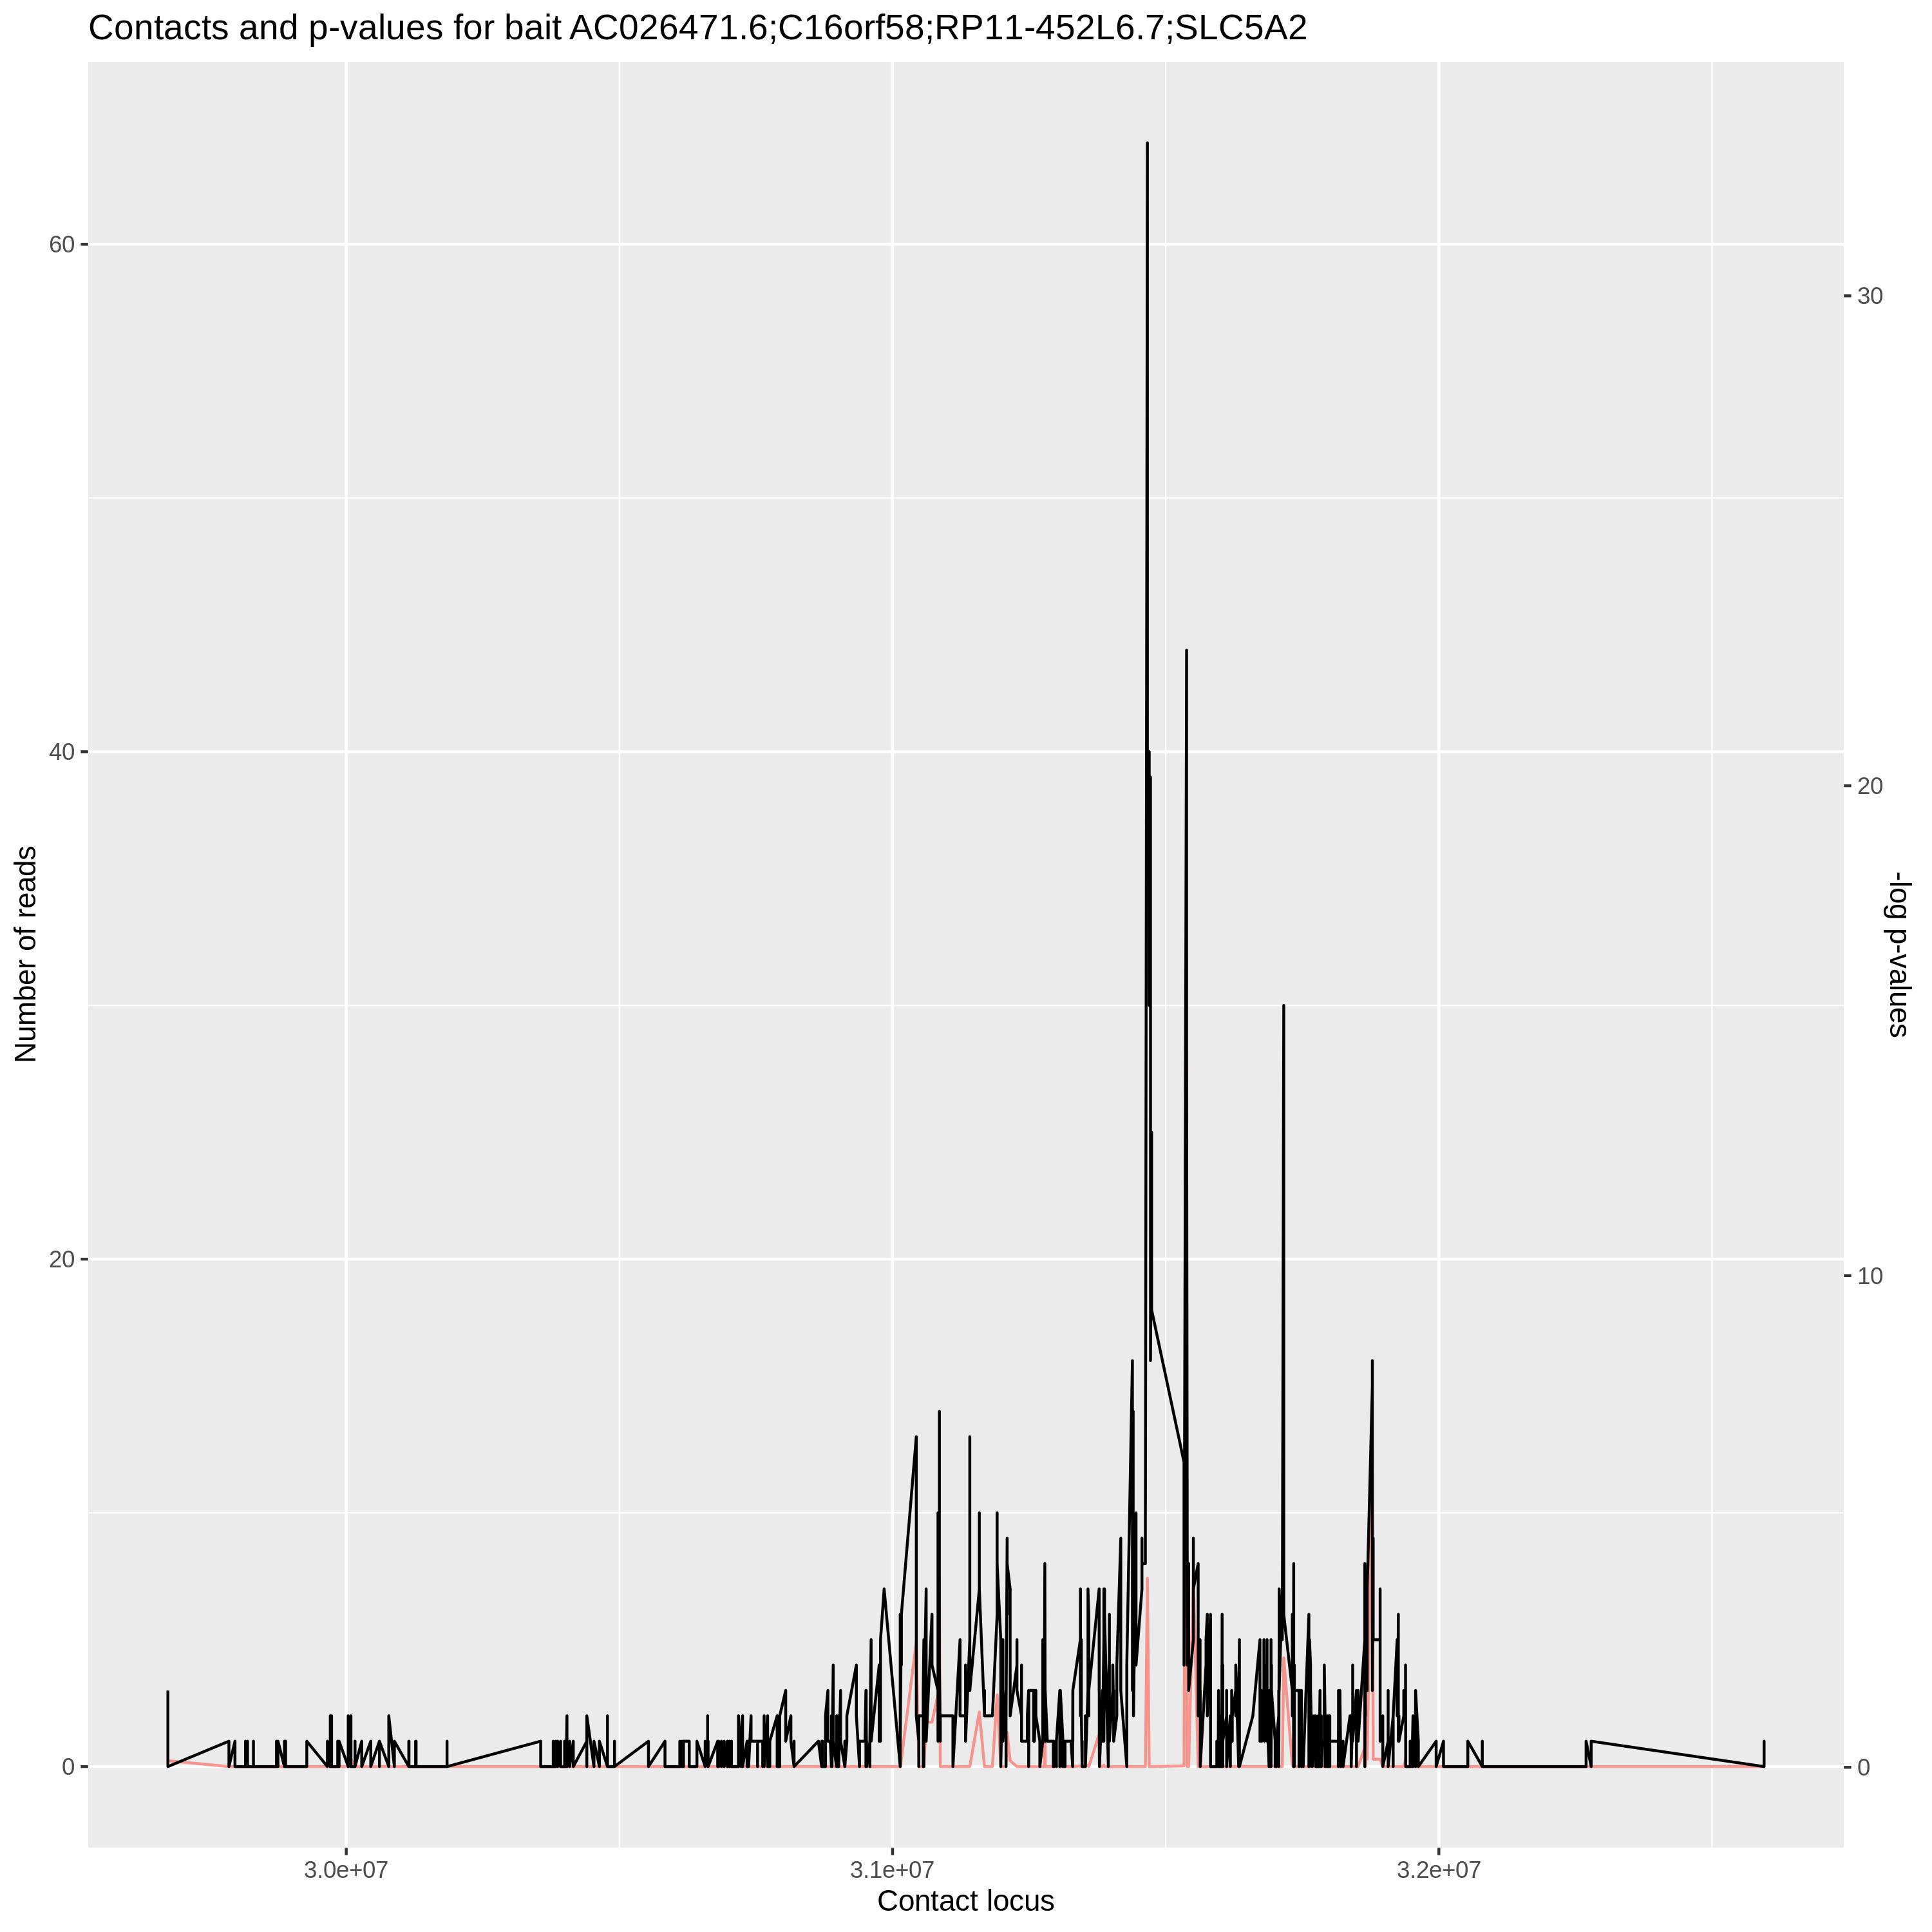 Contacts and p-values for bait AC026471.6;C16orf58;RP11-452L6.7;SLC5A2
Number of reads
60
40
20
0
30
20
10
0
-log p-values
3.0e+07
3.1e+07
3.2e+07
Contact locus